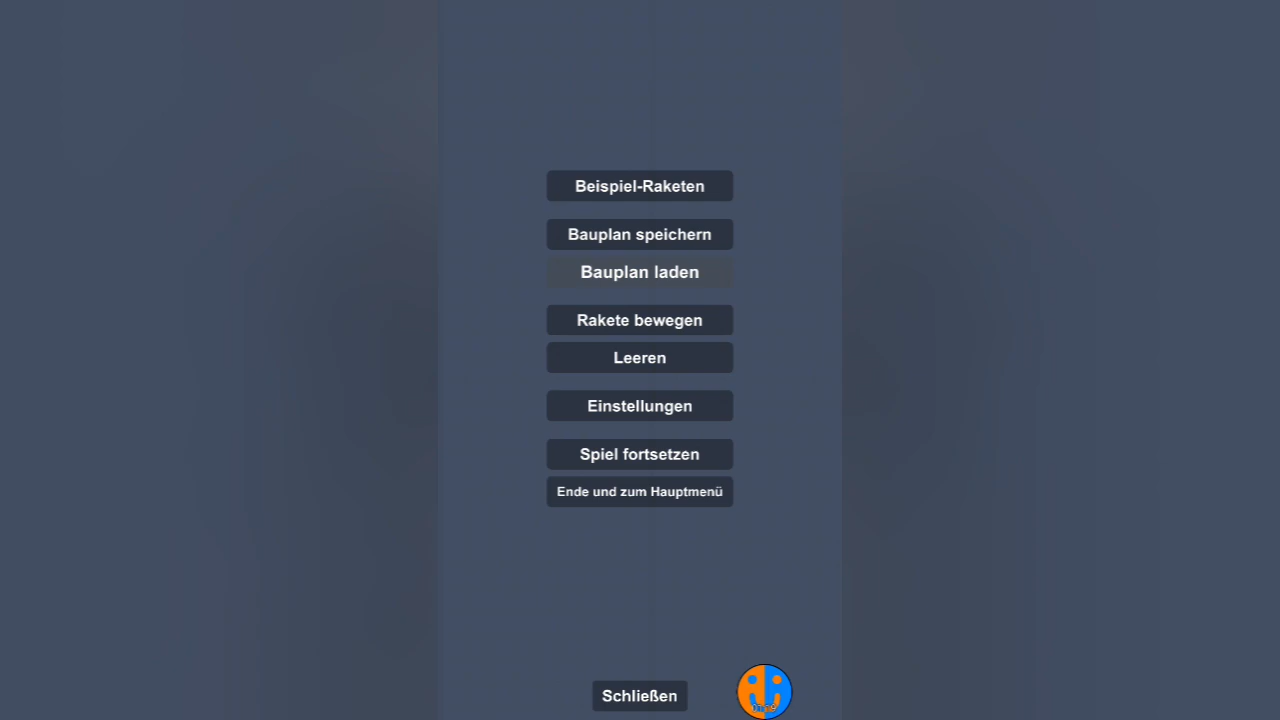 Beispiel-Raketen
Bauplan speichern
Bauplan laden
Rakete bewegen
Leeren
Einstellungen
Spiel fortsetzen
Ende und zum Hauptmenü
Schließen